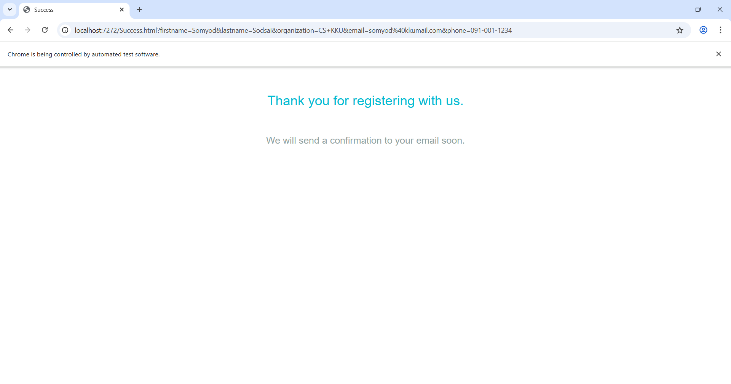 Success
localhost:7272/Success.html?firstname=Somyod&lastname=Sodsai&organization=CS+KKU&email=somyod%40kkumail.com&phone=091-001-1234
Chrome is being controlled by automated test software.
Thank you for registering with us.
We will send a confirmation to your email soon.